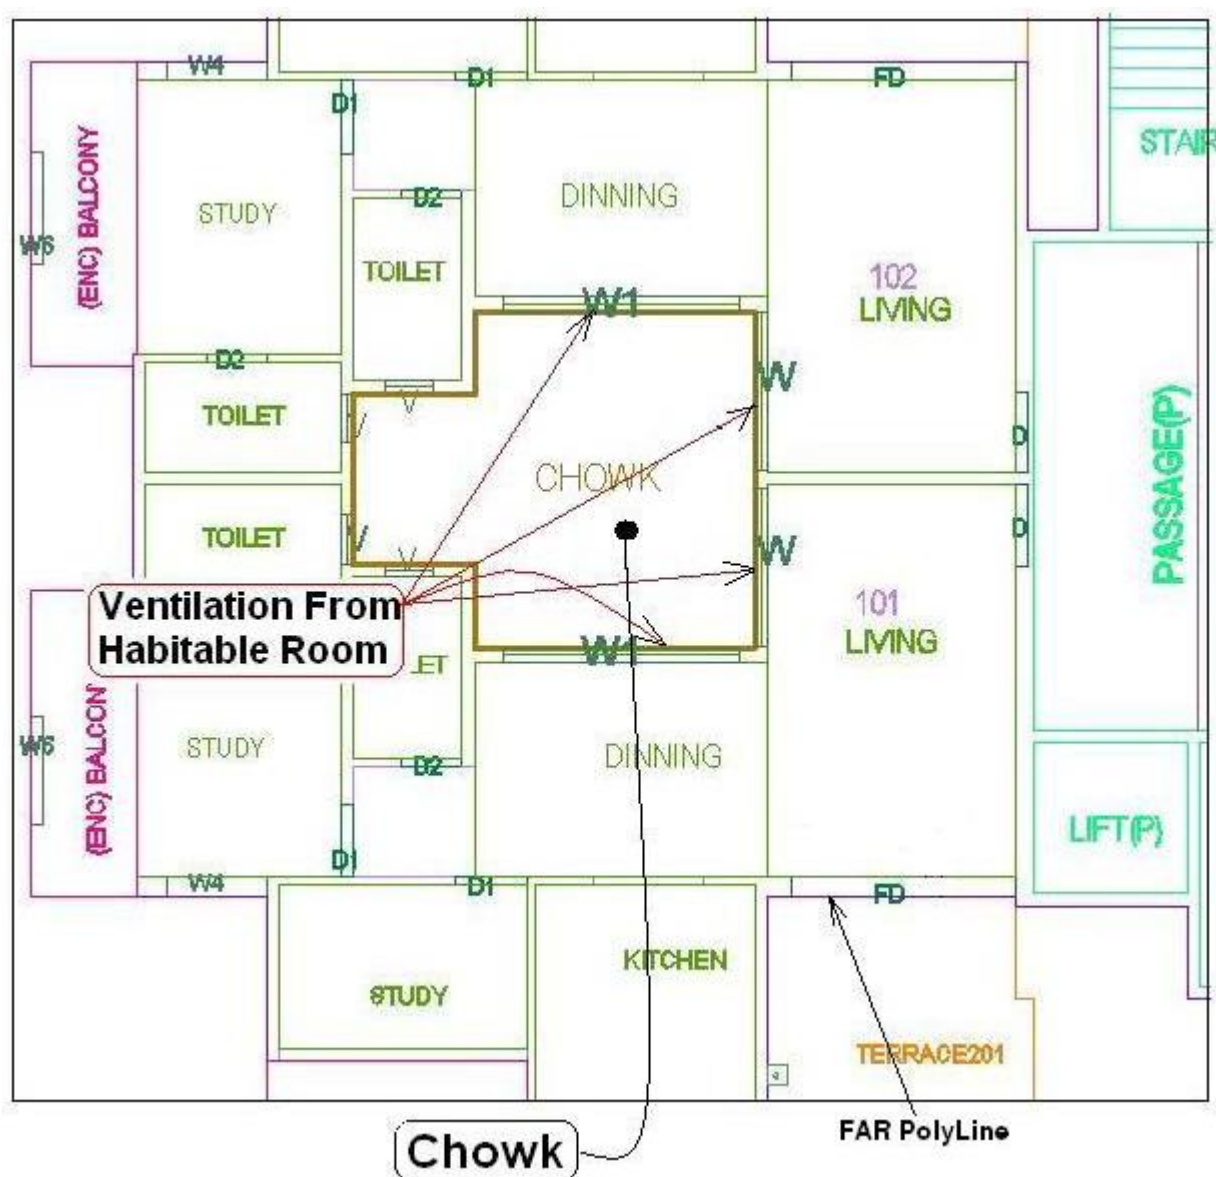 W4
D1
FD
D1
STAIR
(ENC) BALCONY
STUDY
D2
DINNING
W6
TOILET
102
LIVING
W1
D2
W
V
TOILET
V
D
PASSAGE(P)
CHOWK
TOILET
V
V
W
D
Ventilation From
Habitable Room
101
LIVING
LET
W1
(ENC) BALCON
W6
STUDY
D2
DINNING
LIFT(P)
D1
W4
D1
FD
STUDY
KITCHEN
TERRACE201
FAR PolyLine
Chowk